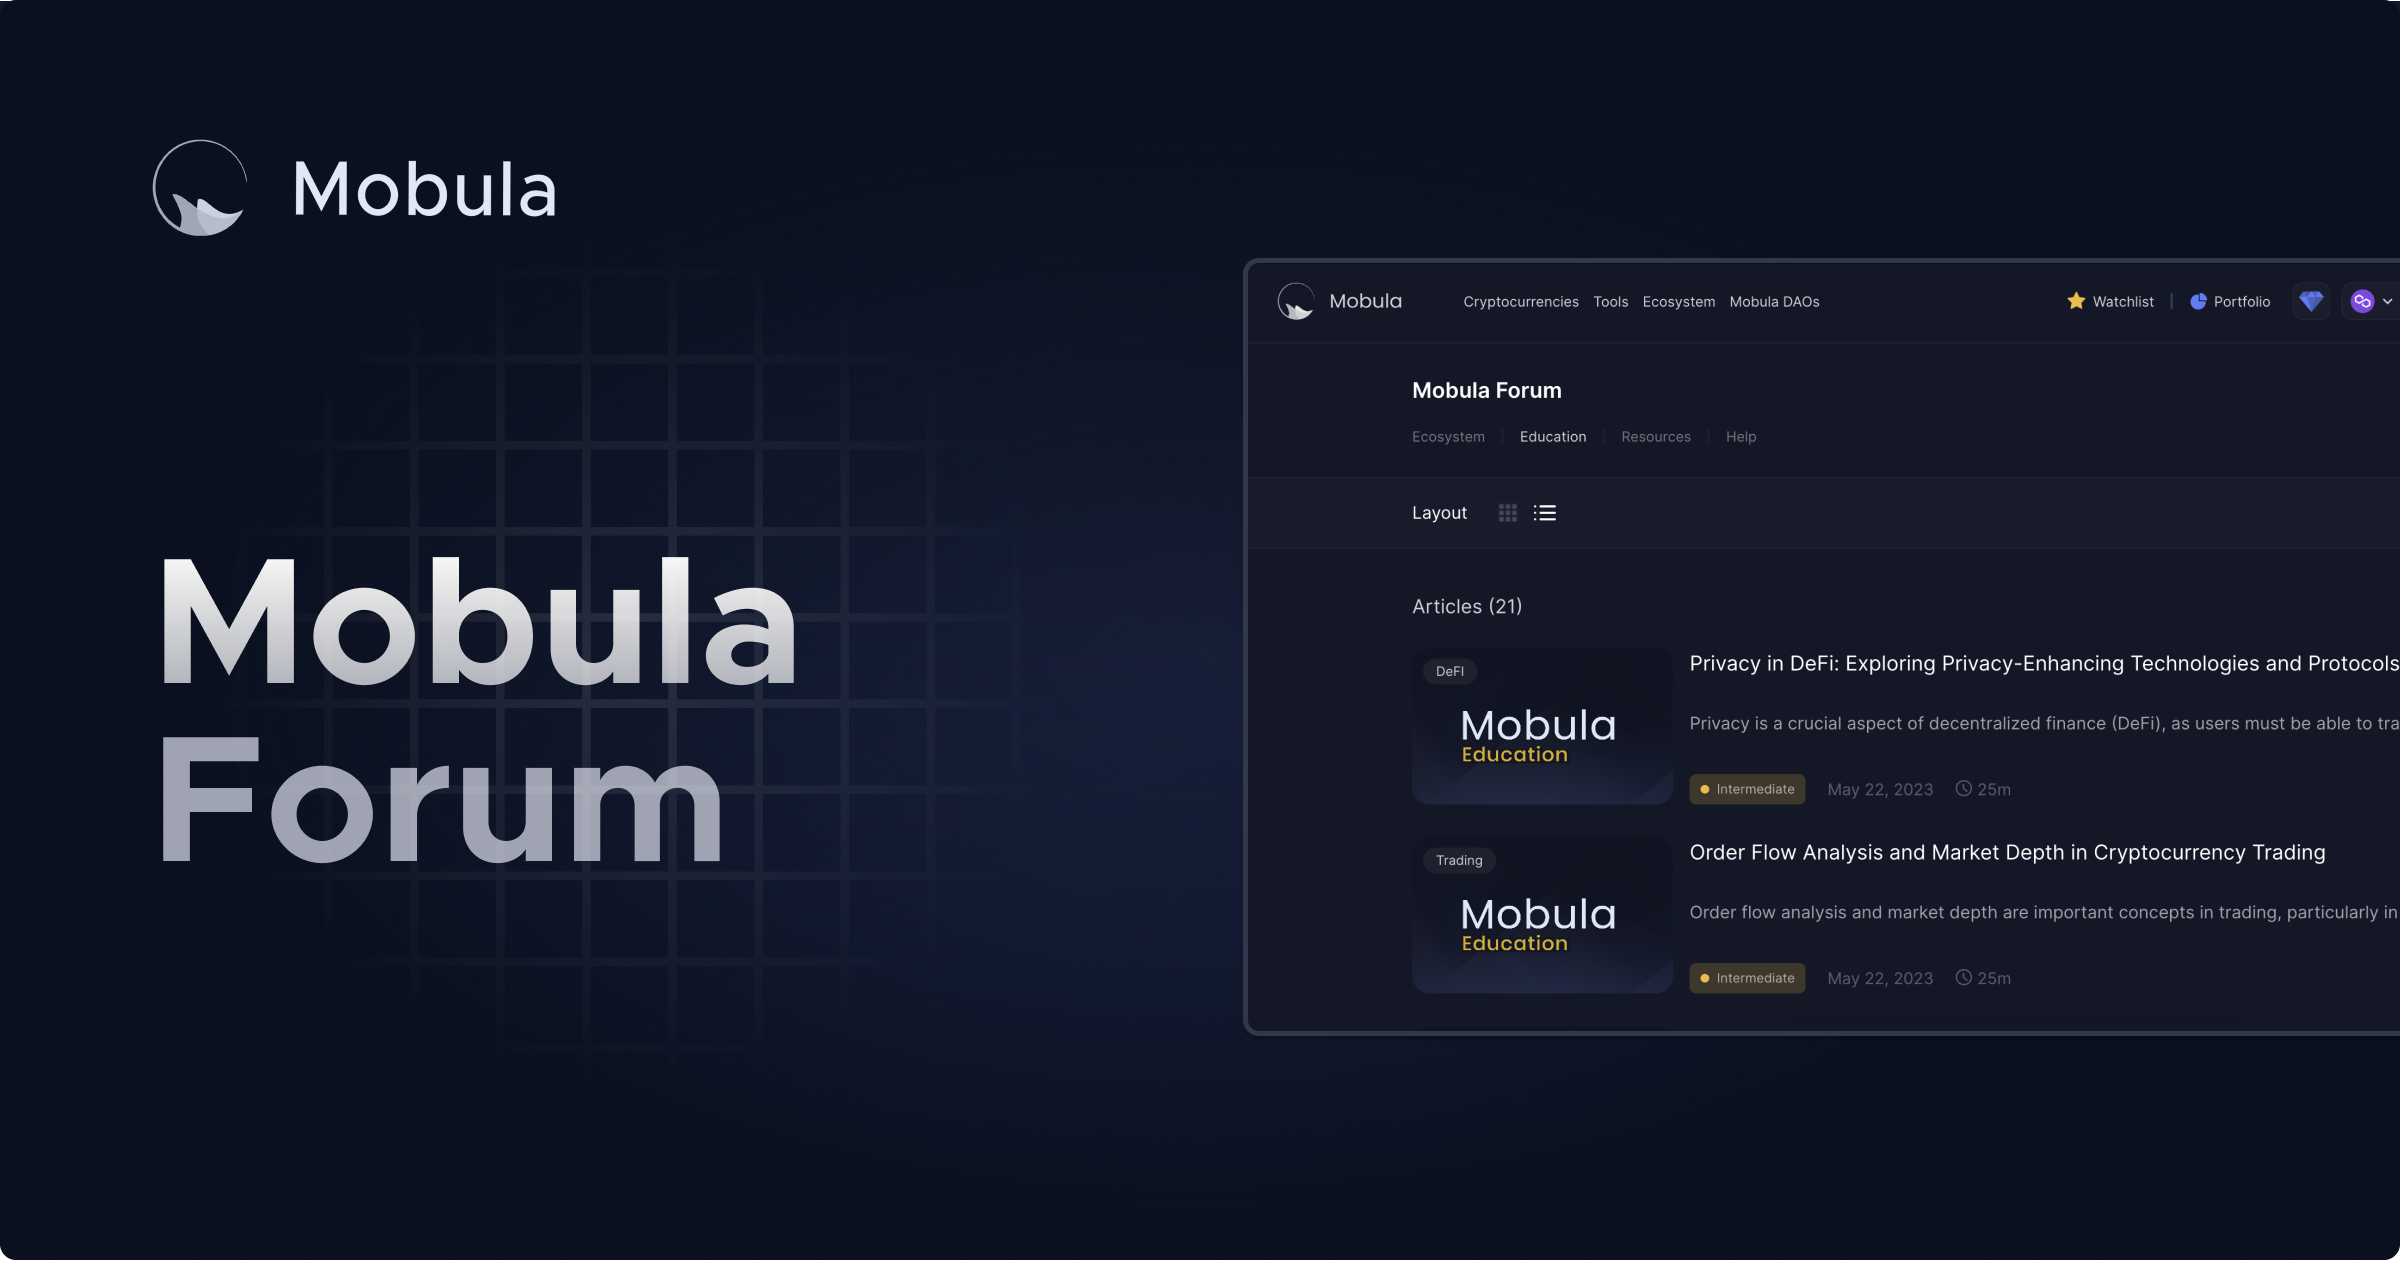 Mobula
Mobula
Forum
Mobula
Cryptocurrencies Tools Ecosystem Mobula DAOs
Watchlist | Portfolio
Mobula Forum
Ecosystem Education Resources Help
Layout
Articles (21)
DeFI
Mobula
Education
Privacy in DeFi: Exploring Privacy-Enhancing Technologies and Protocols
Privacy is a crucial aspect of decentralized finance (DeFi), as users must be able to tra
Intermediate May 22, 2023 25m
Trading
Mobula
Education
Order Flow Analysis and Market Depth in Cryptocurrency Trading
Order flow analysis and market depth are important concepts in trading, particularly in
Intermediate May 22, 2023 25m